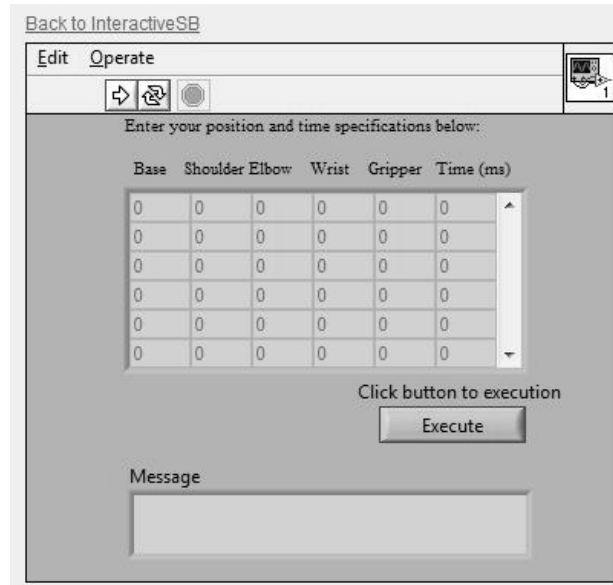 Back to InteractiveSB
Edit Operate
1
Enter your position and time specifications below:
Base Shoulder Elbow Wrist Gripper Time (ms)
0 0 0 0 0 0
0 0 0 0 0 0
0 0 0 0 0 0
0 0 0 0 0 0
0 0 0 0 0 0
0 0 0 0 0 0
Click button to execution
Execute
Message